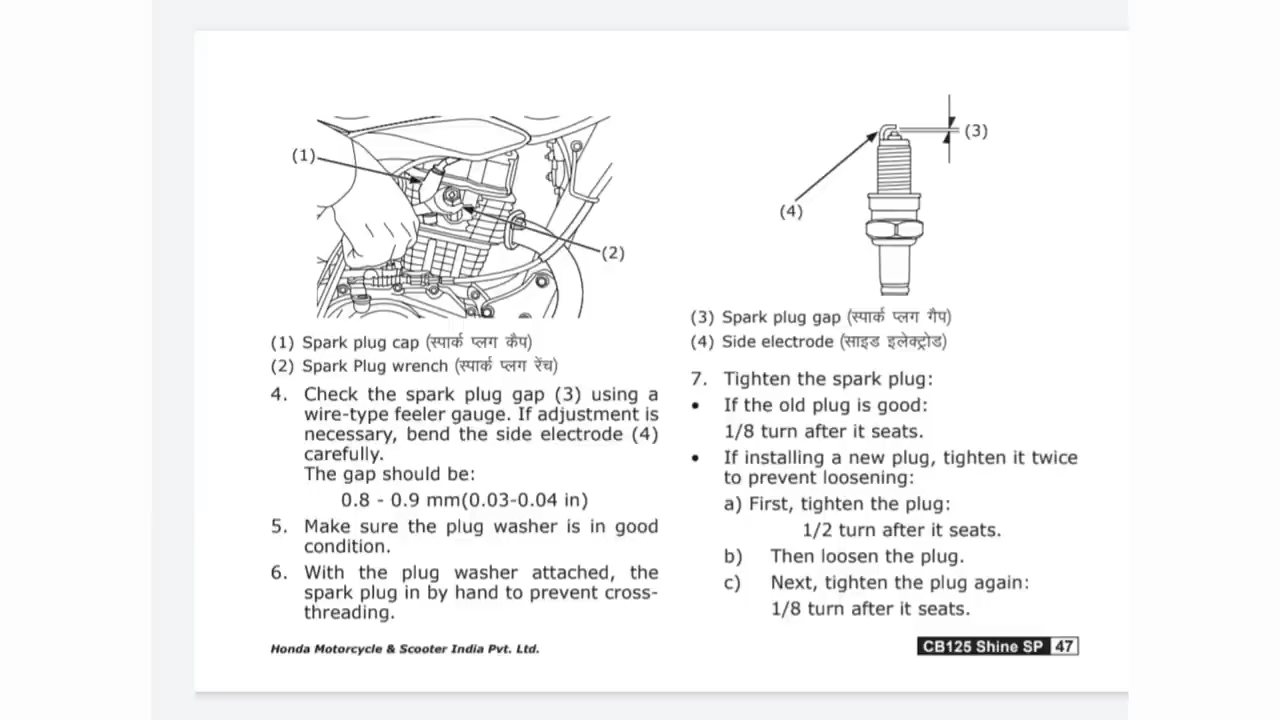 (1)
(2)
(1) Spark plug cap (स्पार्क प्लग कैप)
(2) Spark Plug wrench (स्पार्क प्लग रेंच)
4. Check the spark plug gap (3) using a
wire-type feeler gauge. If adjustment is
necessary, bend the side electrode (4)
carefully.
The gap should be:
0.8 - 0.9 mm(0.03-0.04 in)
5. Make sure the plug washer is in good
condition.
6. With the plug washer attached, the
spark plug in by hand to prevent cross-
threading.
(3)
(4)
(3) Spark plug gap (स्पार्क प्लग गैप)
(4) Side electrode (साइड इलेक्ट्रोड)
7. Tighten the spark plug:
• If the old plug is good:
1/8 turn after it seats.
• If installing a new plug, tighten it twice
to prevent loosening:
a) First, tighten the plug:
1/2 turn after it seats.
b) Then loosen the plug.
c) Next, tighten the plug again:
1/8 turn after it seats.
Honda Motorcycle & Scooter India Pvt. Ltd.
CB125 Shine SP 47